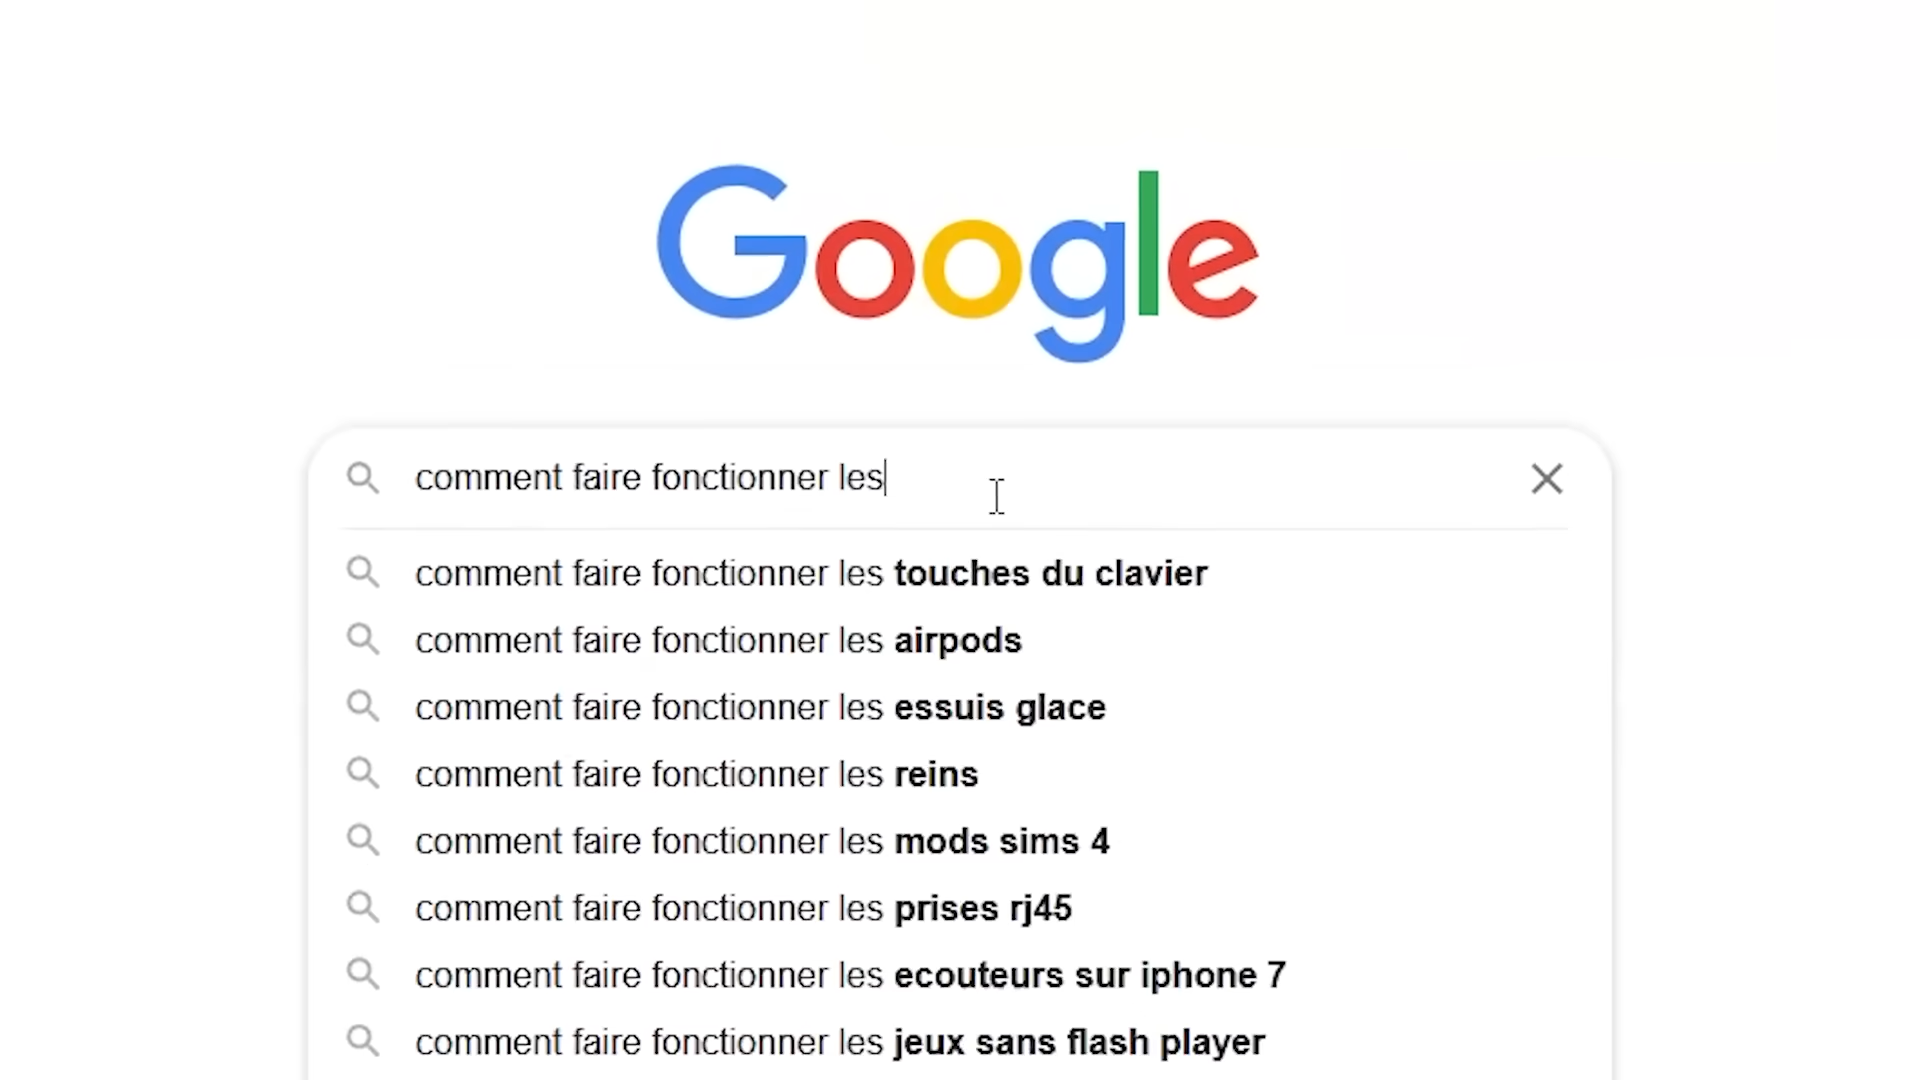 Google
comment faire fonctionner les
comment faire fonctionner les touches du clavier
comment faire fonctionner les airpods
comment faire fonctionner les essuis glace
comment faire fonctionner les reins
comment faire fonctionner les mods sims 4
comment faire fonctionner les prises rj45
comment faire fonctionner les ecouteurs sur iphone 7
comment faire fonctionner les jeux sans flash player